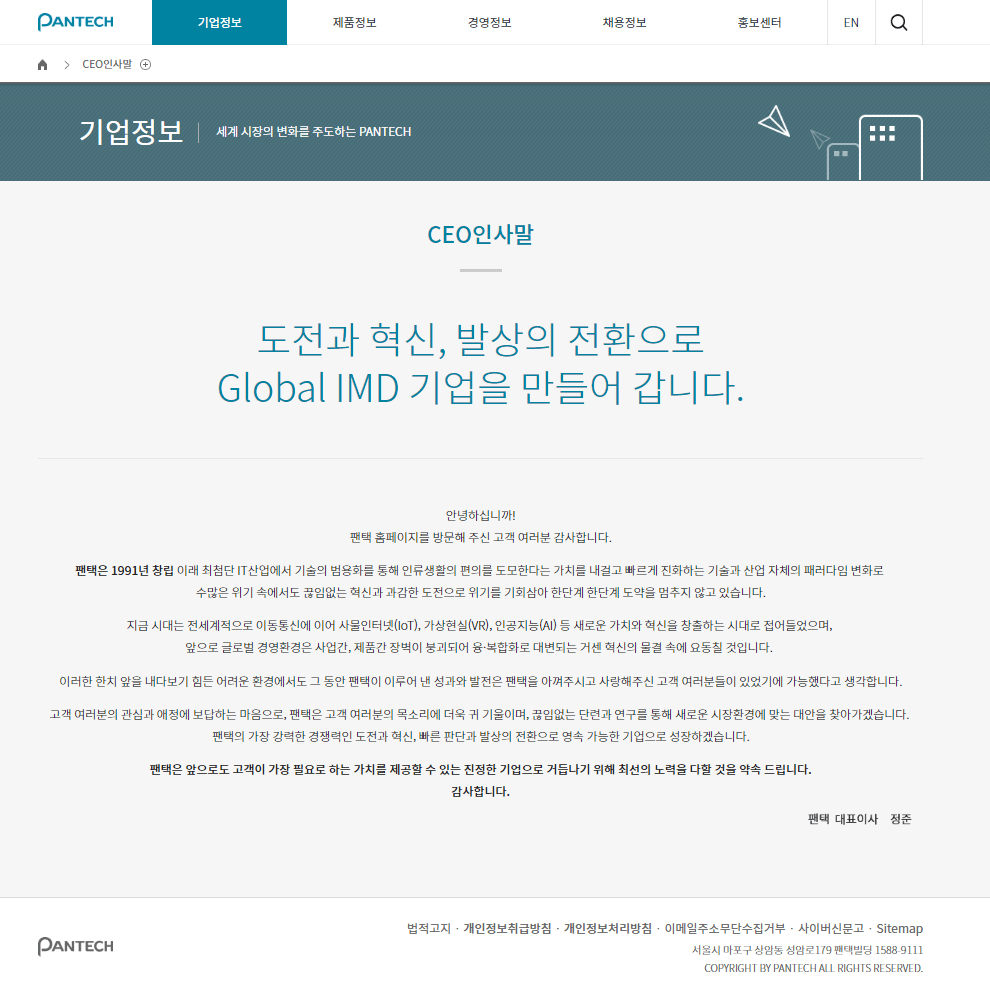 PANTECH
기업정보
제품정보
경영정보
채용정보
홍보센터
EN
CEO인사말
기업정보
세계 시장의 변화를 주도하는 PANTECH
CEO인사말
도전과 혁신, 발상의 전환으로
Global IMD 기업을 만들어 갑니다.
안녕하십니까!
팬택 홈페이지를 방문해 주신 고객 여러분 감사합니다.
팬택은 1991년 창립 이래 최첨단 IT산업에서 기술의 범용화를 통해 인류생활의 편의를 도모한다는 가치를 내걸고 빠르게 진화하는 기술과 산업 자체의 패러다임 변화로
수많은 위기 속에서도 끊임없는 혁신과 과감한 도전으로 위기를 기회삼아 한단계 한단계 도약을 멈추지 않고 있습니다.
지금 시대는 전세계적으로 이동통신에 이어 사물인터넷(IoT), 가상현실(VR), 인공지능(AI) 등 새로운 가치와 혁신을 창출하는 시대로 접어들었으며,
앞으로 글로벌 경영환경은 사업간, 제품간 장벽이 붕괴되어 융·복합화로 대변되는 거센 혁신의 물결 속에 요동칠 것입니다.
이러한 한치 앞을 내다보기 힘든 어려운 환경에서도 그 동안 팬택이 이루어 낸 성과와 발전은 팬택을 아껴주시고 사랑해주신 고객 여러분들이 있었기에 가능했다고 생각합니다.
고객 여러분의 관심과 애정에 보답하는 마음으로, 팬택은 고객 여러분의 목소리에 더욱 귀 기울이며, 끊임없는 단련과 연구를 통해 새로운 시장환경에 맞는 대안을 찾아가겠습니다.
팬택의 가장 강력한 경쟁력인 도전과 혁신, 빠른 판단과 발상의 전환으로 영속 가능한 기업으로 성장하겠습니다.
팬택은 앞으로도 고객이 가장 필요로 하는 가치를 제공할 수 있는 진정한 기업으로 거듭나기 위해 최선의 노력을 다할 것을 약속 드립니다.
감사합니다.
팬택 대표이사 정준
PANTECH
법적고지 · 개인정보취급방침 · 개인정보처리방침 · 이메일주소무단수집거부 · 사이버신문고 · Sitemap
서울시 마포구 상암동 성암로179 팬택빌딩 1588-9111
COPYRIGHT BY PANTECH ALL RIGHTS RESERVED.